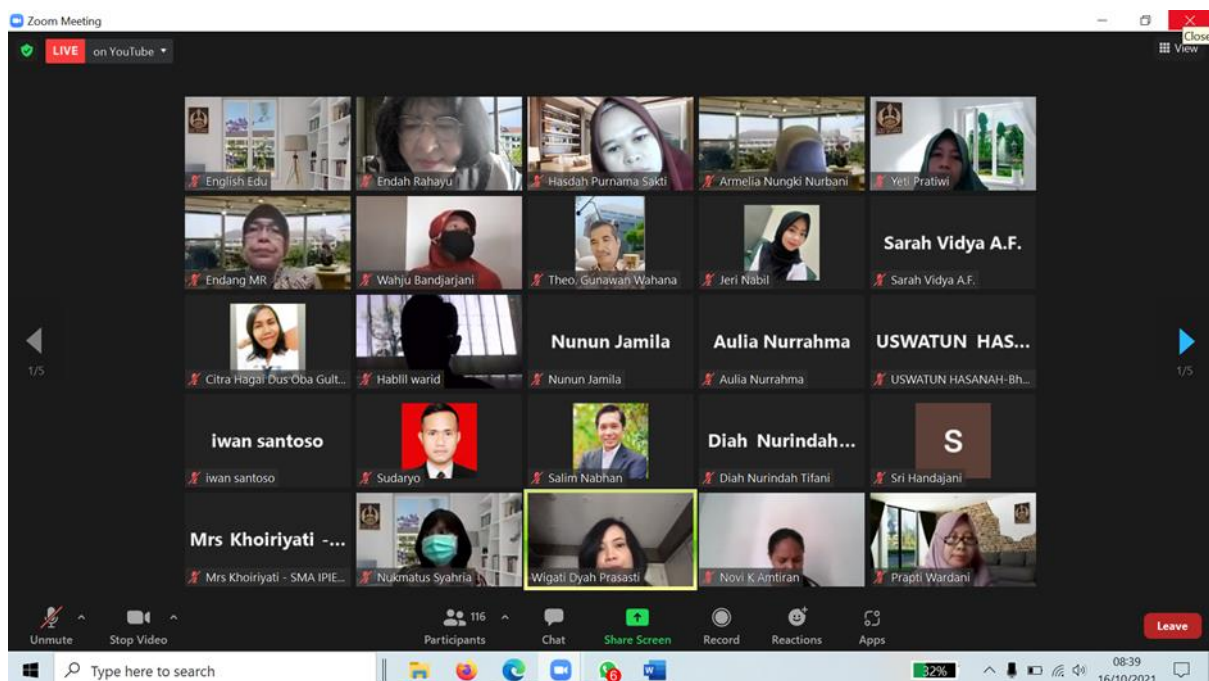 Zoom Meeting
Close
LIVE on YouTube
View
English Edu
Endah Rahayu
Hasdah Purnama Sakti
Armelia Nungki Nurbani
Yeti Pratiwi
Sarah Vidya A.F.
Endang MR
Wahju Bandjarjani
Theo. Gunawan Wahana
Jeri Nabil
Sarah Vidya A.F.
Nunun Jamila
Aulia Nurrahma
USWATUN HAS...
1/5
1/5
Citra Hagai Dus Oba Gult...
Hablil warid
Nunun Jamila
Aulia Nurrahma
USWATUN HASANAH-Bh...
iwan santoso
Diah Nurindah...
S
iwan santoso
Sudaryo
Salim Nabhan
Diah Nurindah Tifani
Sri Handajani
Mrs Khoiriyati -...
Mrs Khoiriyati - SMA IPIE...
Nukmatus Syahria
Wigati Dyah Prasasti
Novi K Amtiran
Prapti Wardani
116
Unmute
Stop Video
Participants
Chat
Share Screen
Record
Reactions
Apps
Leave
Type here to search
6
32%
08:39
16/10/2021